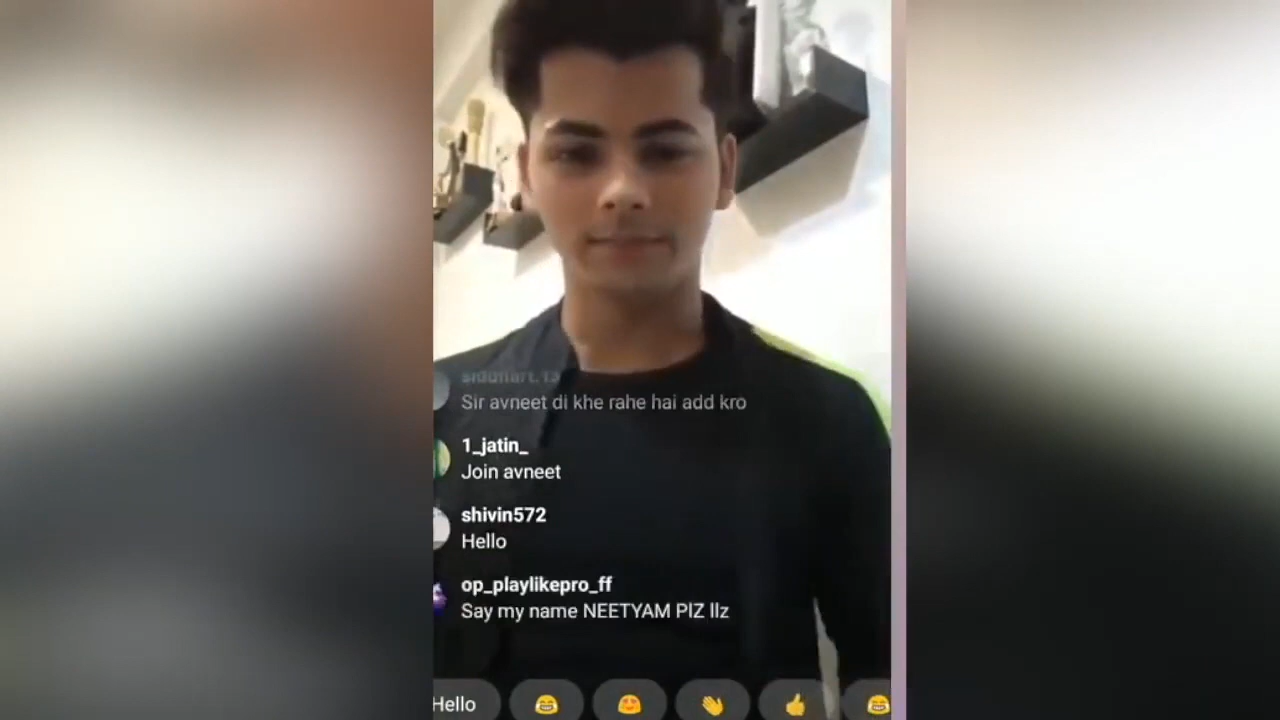 Sir avneet di khe rahe hai add kro
1_jatin_
Join avneet
shivin572
Hello
op_playlikepro_ff
Say my name NEETYAM PlZ llz
Hello